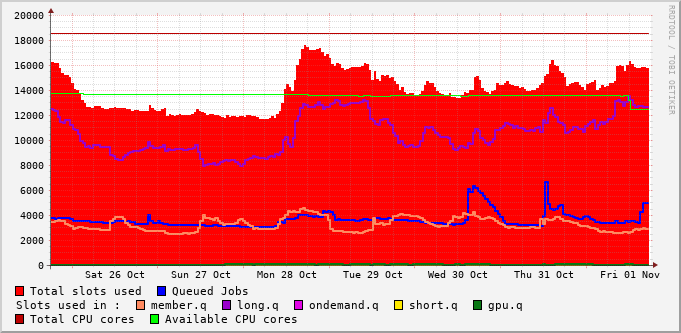 20000
18000
16000
14000
12000
10000
8000
6000
4000
2000
0
Sat 26 Oct Sun 27 Oct Mon 28 Oct Tue 29 Oct Wed 30 Oct Thu 31 Oct Fri 01 Nov
RRDTOOL / TOBI OETIKER
Total slots used Queued Jobs
Slots used in : member.q long.q ondemand.q short.q gpu.q
Total CPU cores Available CPU cores